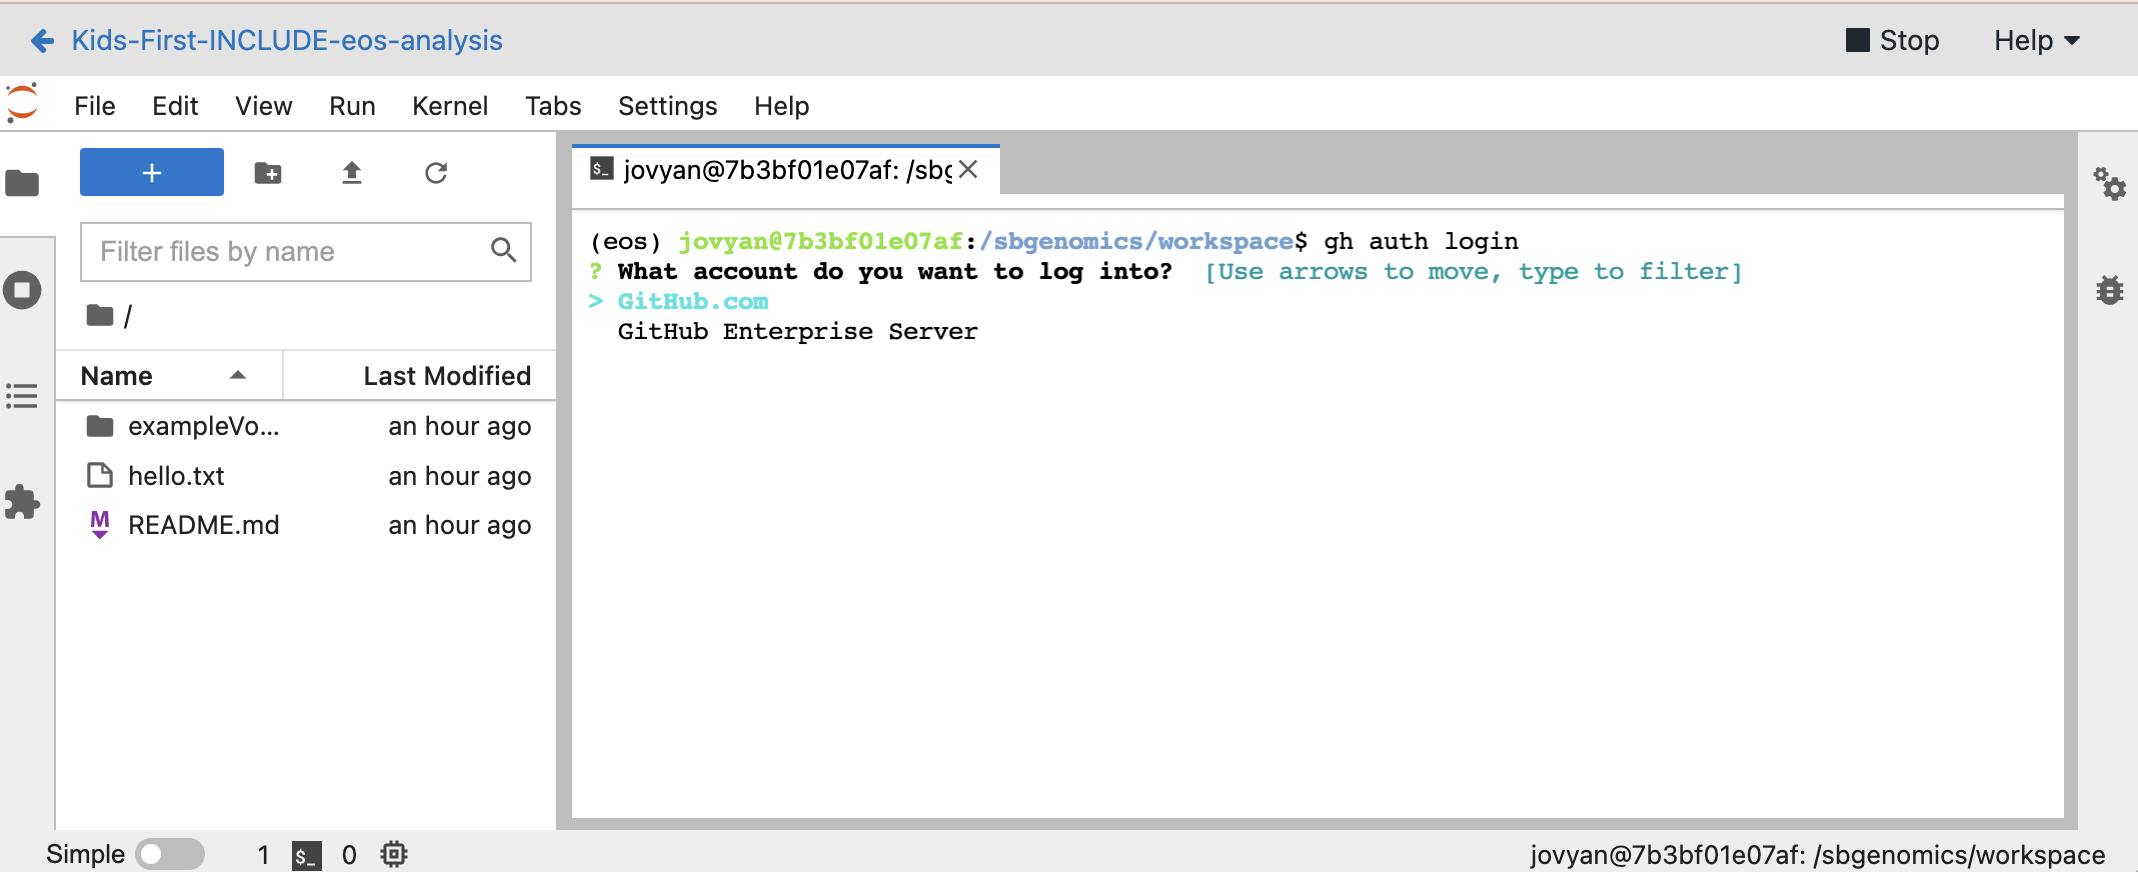 Kids-First-INCLUDE-eos-analysis
Stop
Help
File Edit View Run Kernel Tabs Settings Help
+
jovyan@7b3bf01e07af: /sbg
Filter files by name
/
Name
Last Modified
exampleVo...
an hour ago
hello.txt
an hour ago
README.md
an hour ago
(eos) jovyan@7b3bf01e07af:/sbgenomics/workspace$ gh auth login
? What account do you want to log into?  [Use arrows to move, type to filter]
> GitHub.com
GitHub Enterprise Server
Simple
1
$_
0
jovyan@7b3bf01e07af: /sbgenomics/workspace